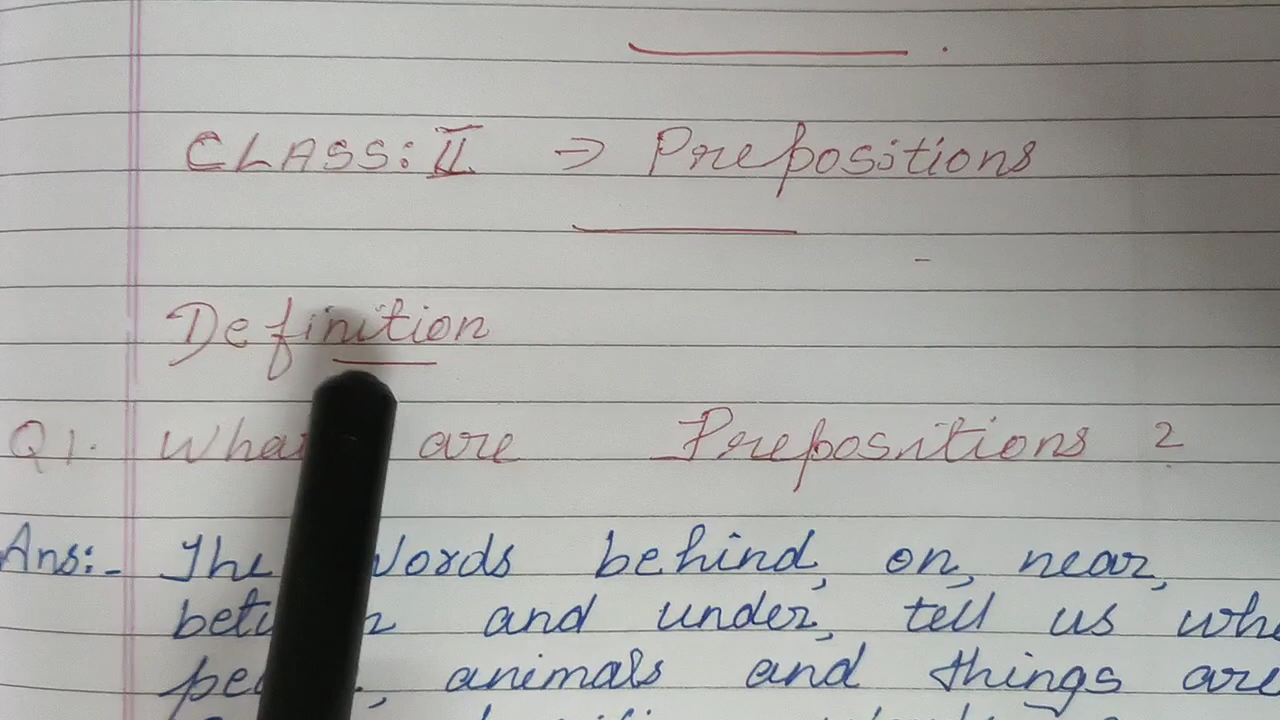 CLASS: II → Prepositions
Definition
Q1. What are Prepositions ?
Ans:- The Words behind, on, near,
and under, tell us
animals and things are